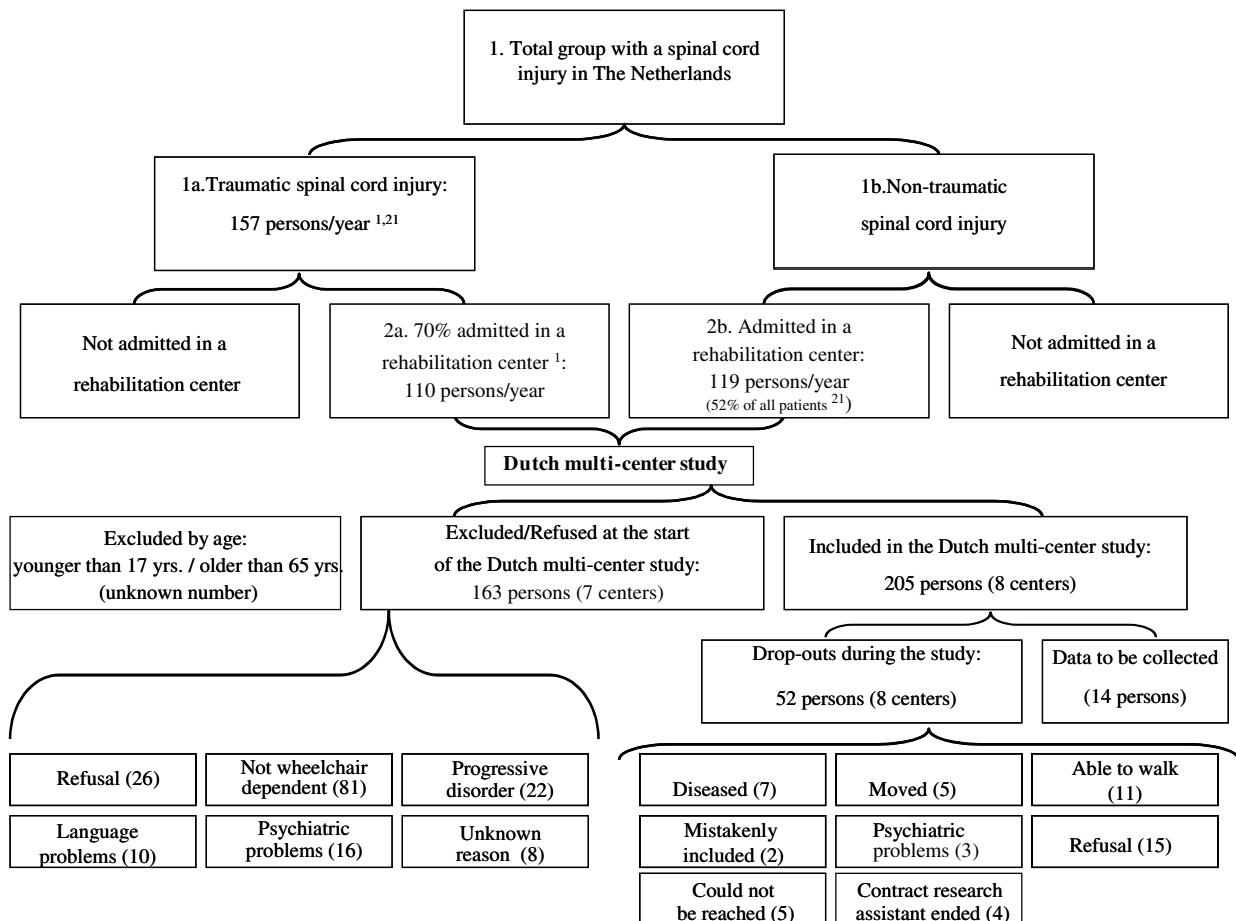 1. Total group with a spinal cord
injury in The Netherlands
1a.Traumatic spinal cord injury:
157 persons/year 1,21
1b.Non-traumatic
spinal cord injury
Not admitted in a
rehabilitation center
2a. 70% admitted in a
rehabilitation center 1:
110 persons/year
2b. Admitted in a
rehabilitation center:
119 persons/year
(52% of all patients 21)
Not admitted in a
rehabilitation center
Dutch multi-center study
Excluded by age:
younger than 17 yrs. / older than 65 yrs.
(unknown number)
Excluded/Refused at the start
of the Dutch multi-center study:
163 persons (7 centers)
Included in the Dutch multi-center study:
205 persons (8 centers)
Drop-outs during the study:
52 persons (8 centers)
Data to be collected
(14 persons)
Refusal (26)
Not wheelchair
dependent (81)
Progressive
disorder (22)
Language
problems (10)
Psychiatric
problems (16)
Unknown
reason (8)
Diseased (7)
Moved (5)
Able to walk
(11)
Mistakenly
included (2)
Psychiatric
problems (3)
Refusal (15)
Could not
be reached (5)
Contract research
assistant ended (4)